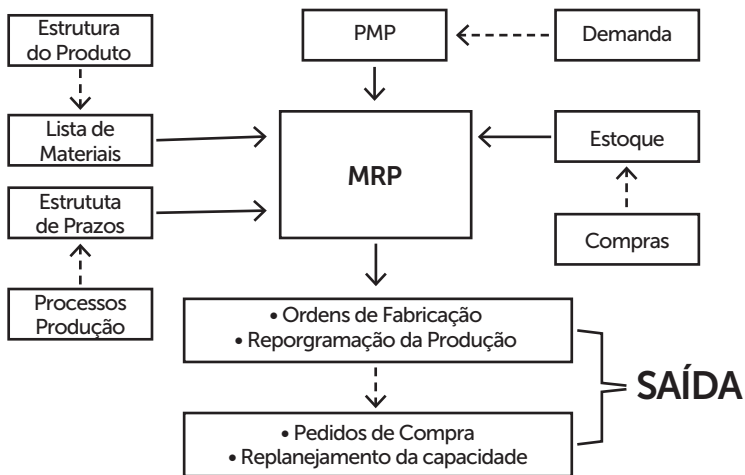 Estrutura
do Produto
PMP
Demanda
Lista de
Materiais
MRP
Estoque
Estrututa
de Prazos
Compras
Processos
Produção
• Ordens de Fabricação
• Reporgramação da Produção
SAÍDA
• Pedidos de Compra
• Replanejamento da capacidade